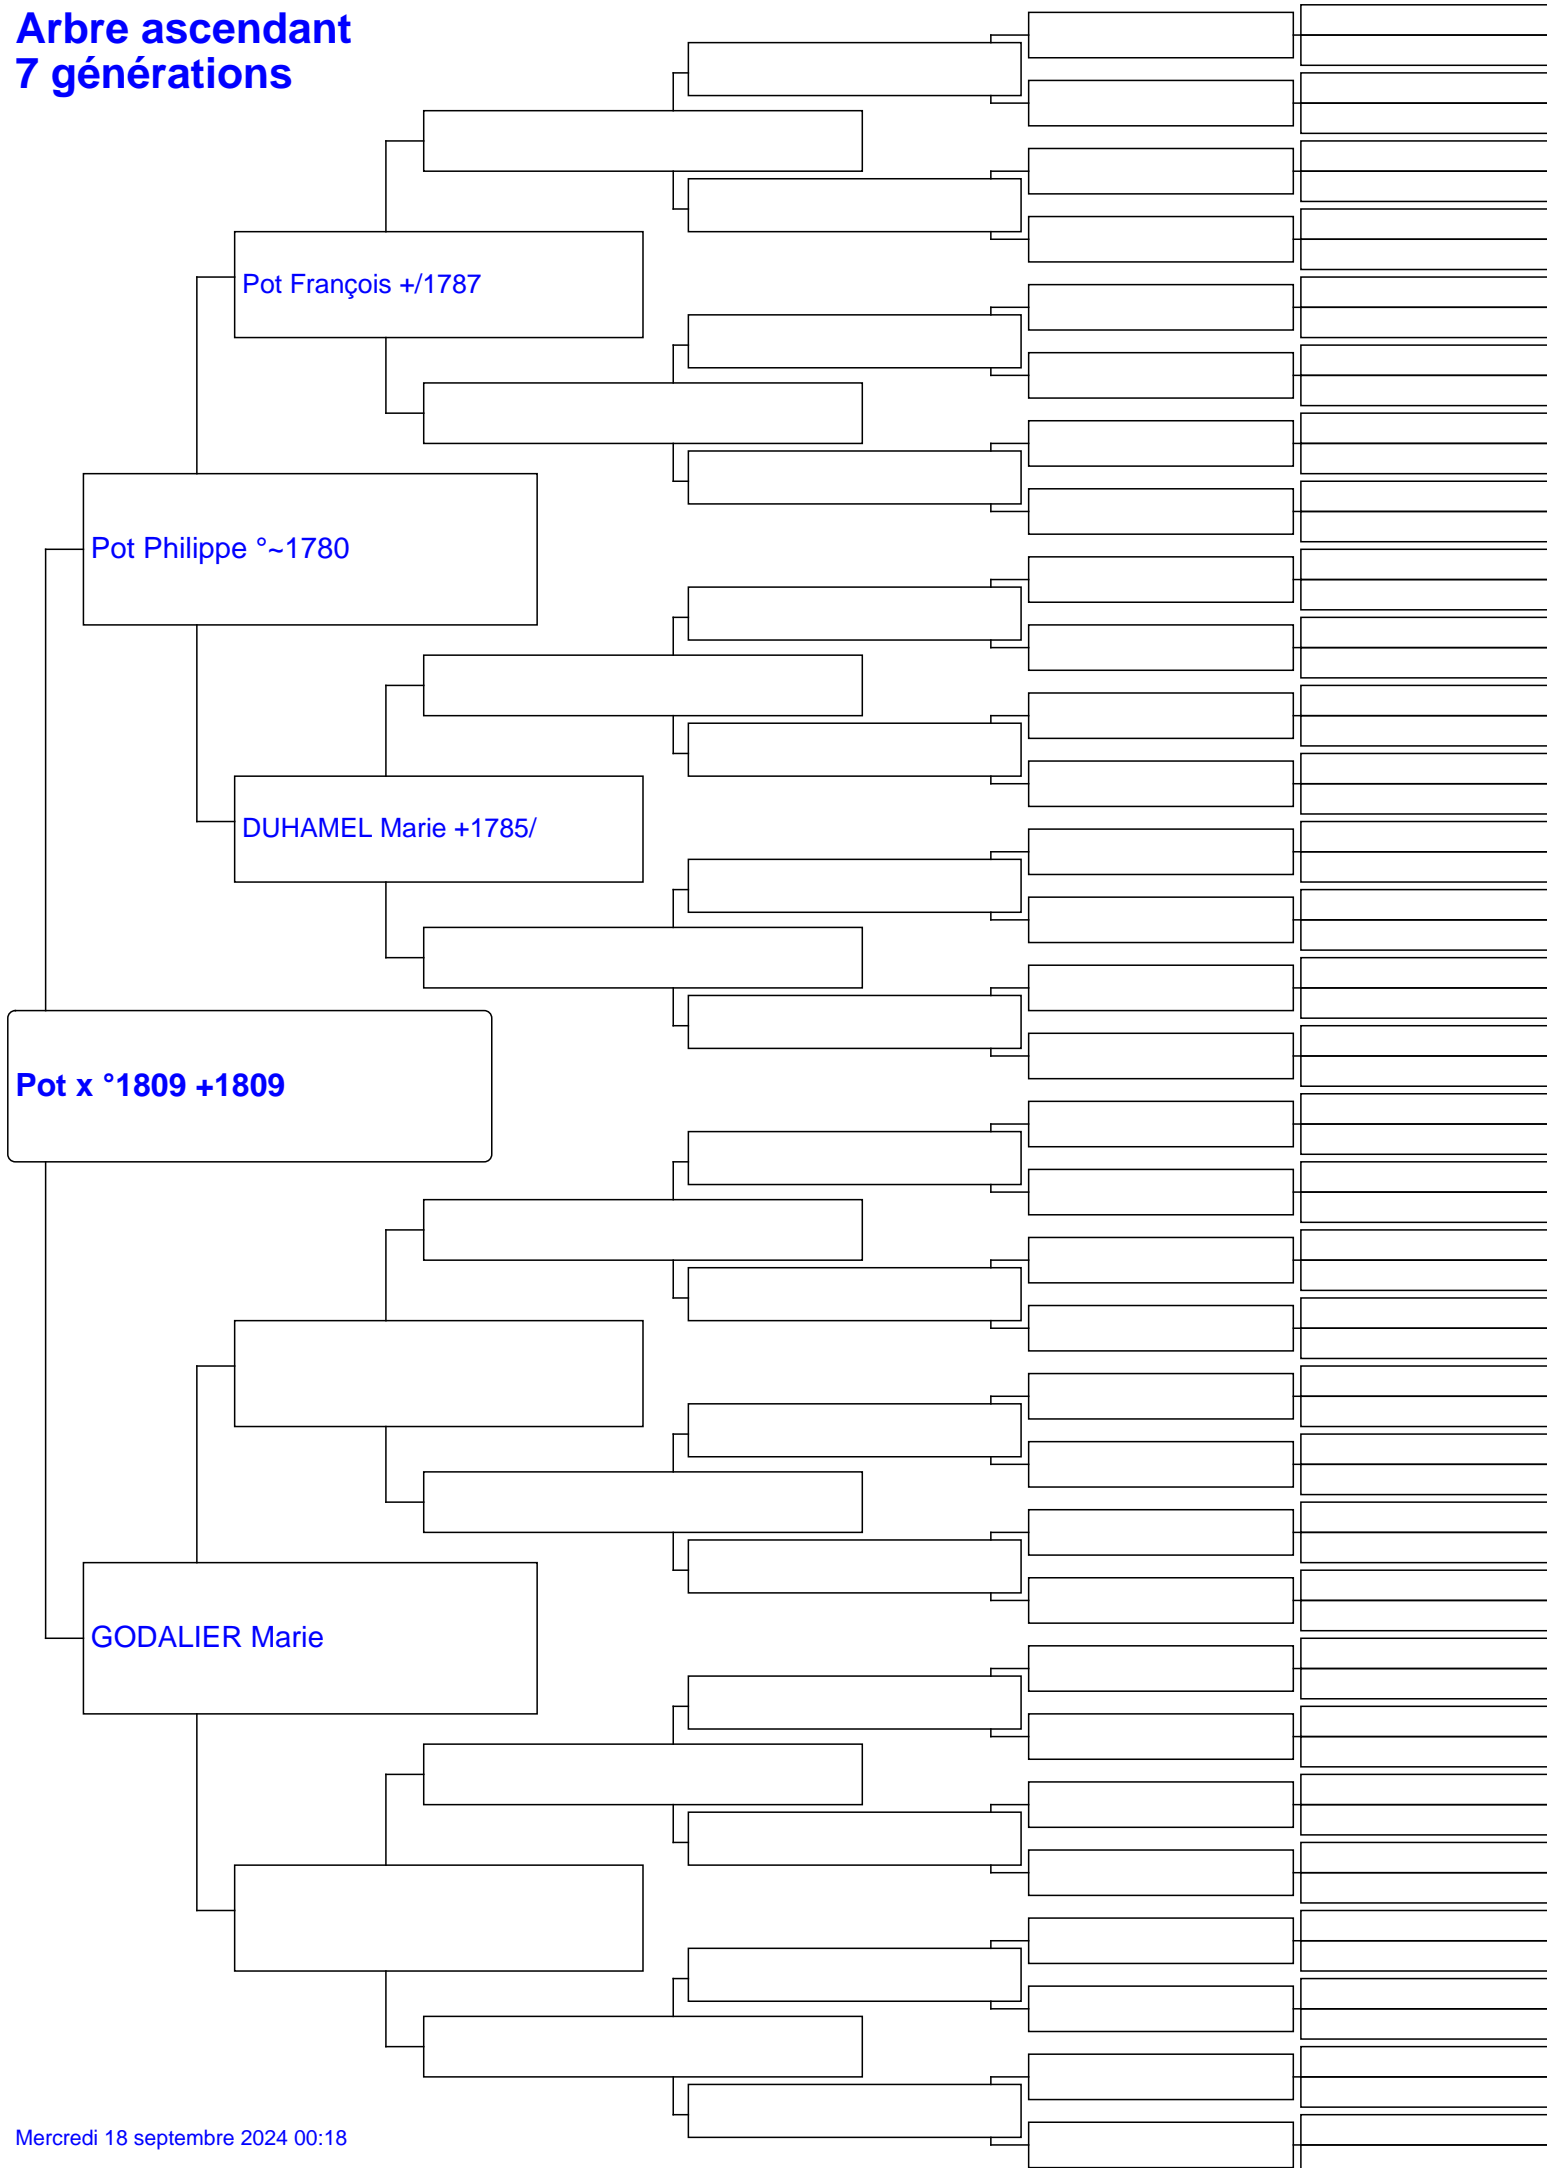 Arbre ascendant
7 générations
Pot François +/1787
Pot Philippe °~1780
DUHAMEL Marie +1785/
Pot x °1809 +1809
GODALIER Marie
Mercredi 18 septembre 2024 00:18